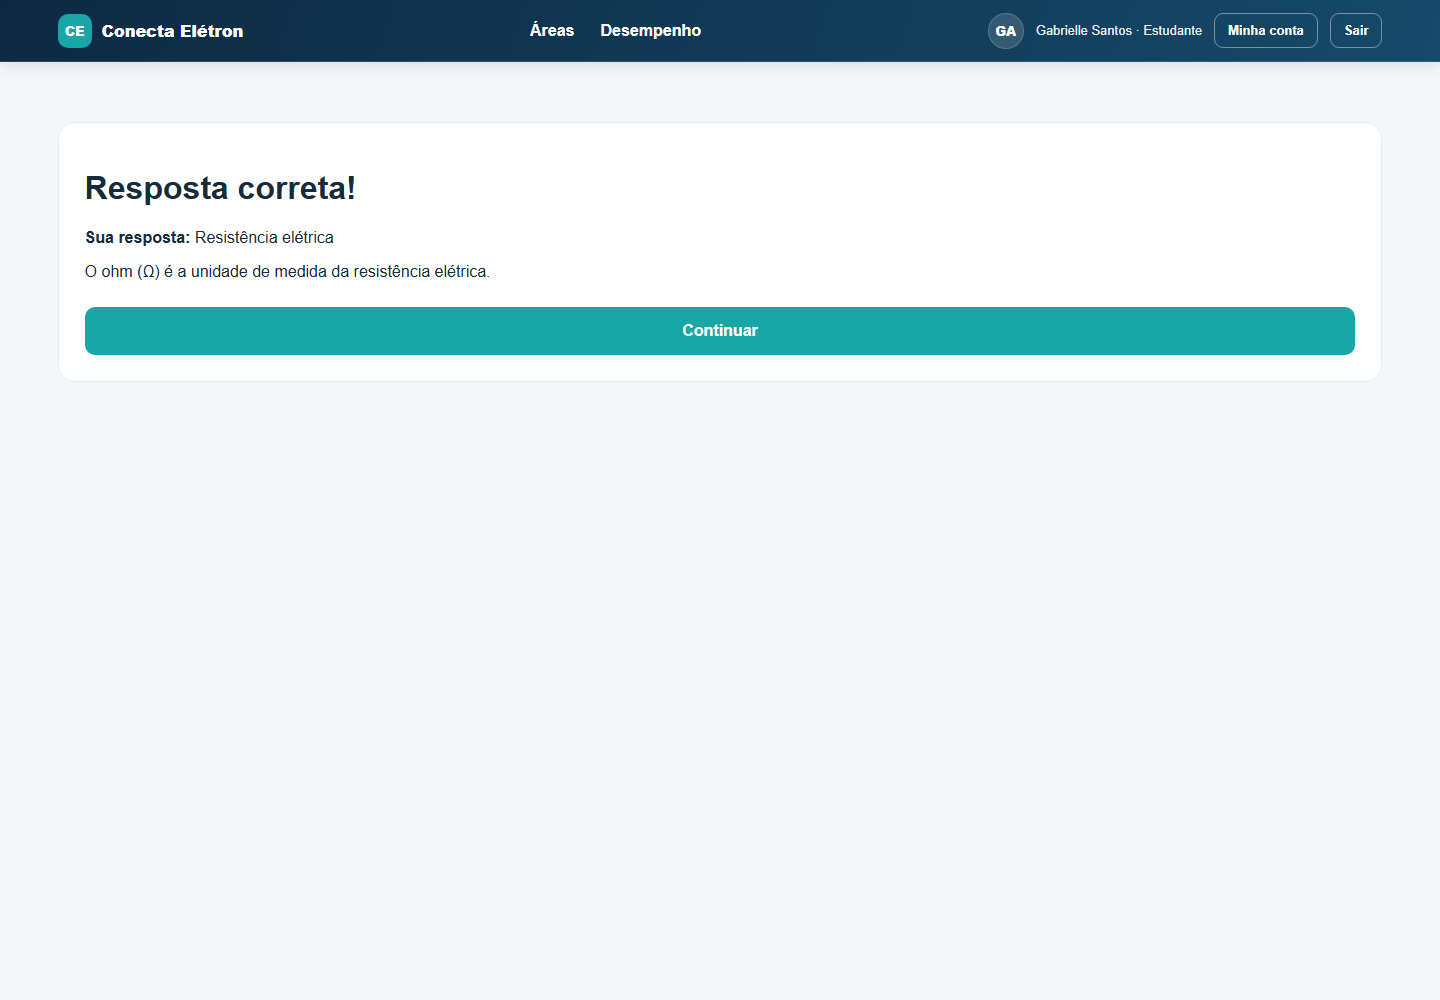 CE Conecta Elétron Áreas Desempenho GA Gabrielle Santos · Estudante Minha conta Sair
Resposta correta!
Sua resposta: Resistência elétrica
O ohm (Ω) é a unidade de medida da resistência elétrica.
Continuar